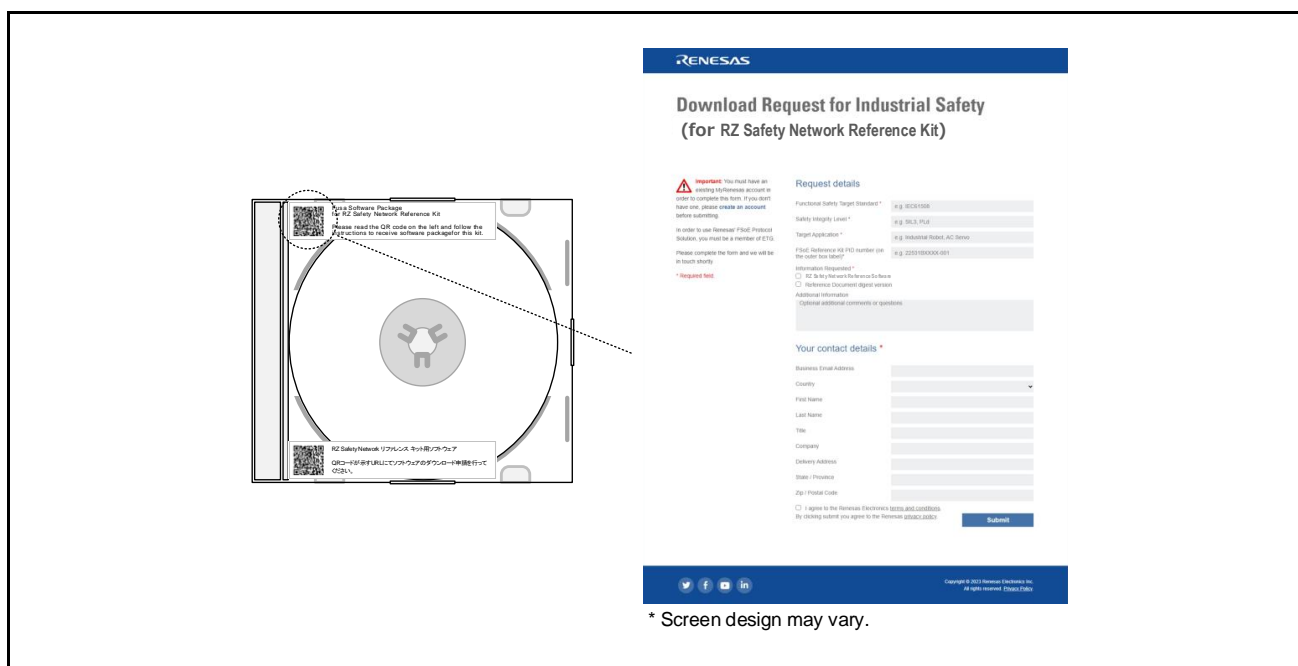 Fusa Software Package
for RZ Safety Network Reference Kit
Please read the QR code on the left and follow the
instructions to receive software packagefor this kit.
RZ Safety Network リファレンス キット用ソフトウェア
QRコードが示すURLにてソフトウェアのダウンロード申請を行って
ください。
RENESAS
Download Request for Industrial Safety
(for RZ Safety Network Reference Kit)
Important: You must have an
existing MyRenesas account in
order to complete this form. If you don't
have one, please create an account
before submitting.
In order to use Renesas' FSoE Protocol
Solution, you must be a member of ETG.
Please complete the form and we will be
in touch shortly.
* Required field
Request details
Functional Safety Target Standard *
e.g. IEC61508
Safety Integrity Level *
e.g. SIL3, PLd
Target Application *
e.g. Industrial Robot, AC Servo
FSoE Reference Kit PID number (on
the outer box label)*
Information Requested *
RZ Safety Network Reference Software
Reference Document digest version
Additional Information
Optional additional comments or questions
Your contact details *
Business Email Address
Country
First Name
Last Name
Title
Company
Delivery Address
State / Province
Zip / Postal Code
I agree to the Renesas Electronics terms and conditions.
By clicking submit you agree to the Renesas privacy policy.
Submit
Copyright © 2023 Renesas Electronics Inc.
All rights reserved. Privacy Policy
* Screen design may vary.